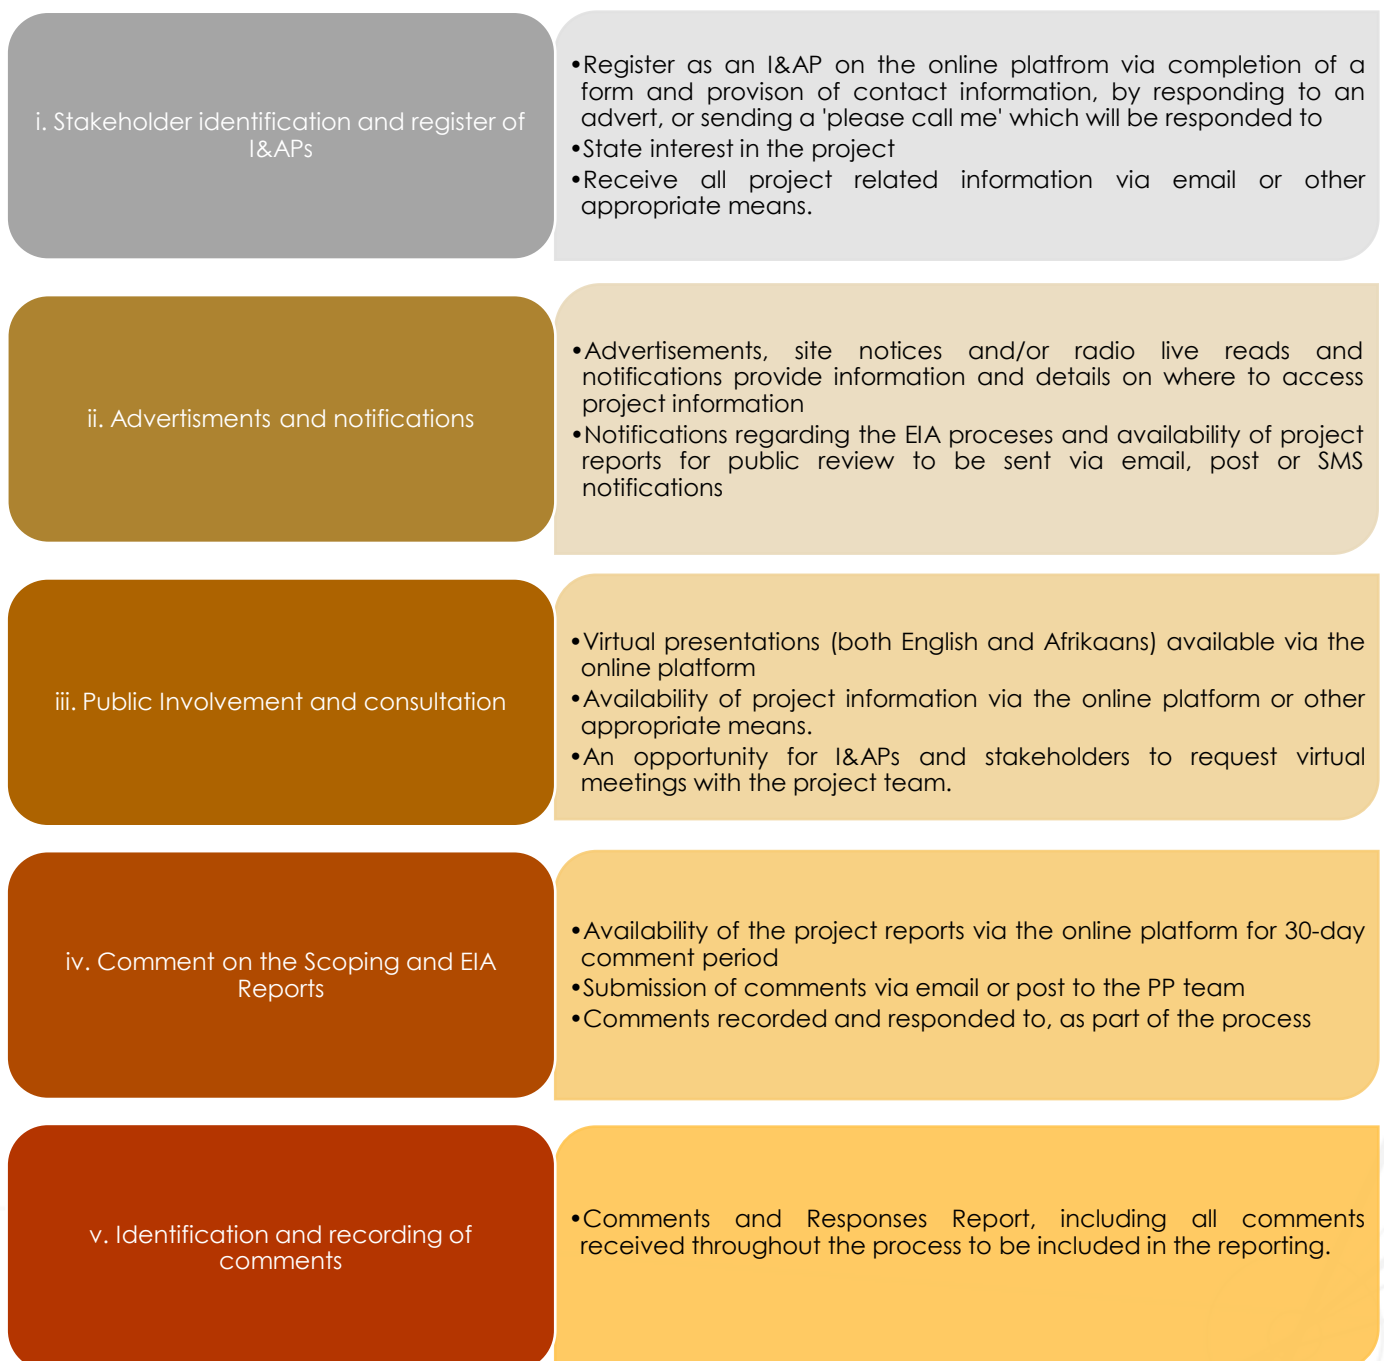 i. Stakeholder identification and register of
I&APs
•Register as an I&AP on the online platfrom via completion of a
form and provison of contact information, by responding to an
advert, or sending a 'please call me' which will be responded to
•State interest in the project
•Receive all project related information via email or other
appropriate means.
ii. Advertisments and notifications
•Advertisements, site notices and/or radio live reads and
notifications provide information and details on where to access
project information
•Notifications regarding the EIA proceses and availability of project
reports for public review to be sent via email, post or SMS
notifications
iii. Public Involvement and consultation
•Virtual presentations (both English and Afrikaans) available via the
online platform
•Availability of project information via the online platform or other
appropriate means.
•An opportunity for I&APs and stakeholders to request virtual
meetings with the project team.
iv. Comment on the Scoping and EIA
Reports
•Availability of the project reports via the online platform for 30-day
comment period
•Submission of comments via email or post to the PP team
•Comments recorded and responded to, as part of the process
v. Identification and recording of
comments
•Comments and Responses Report, including all comments
received throughout the process to be included in the reporting.